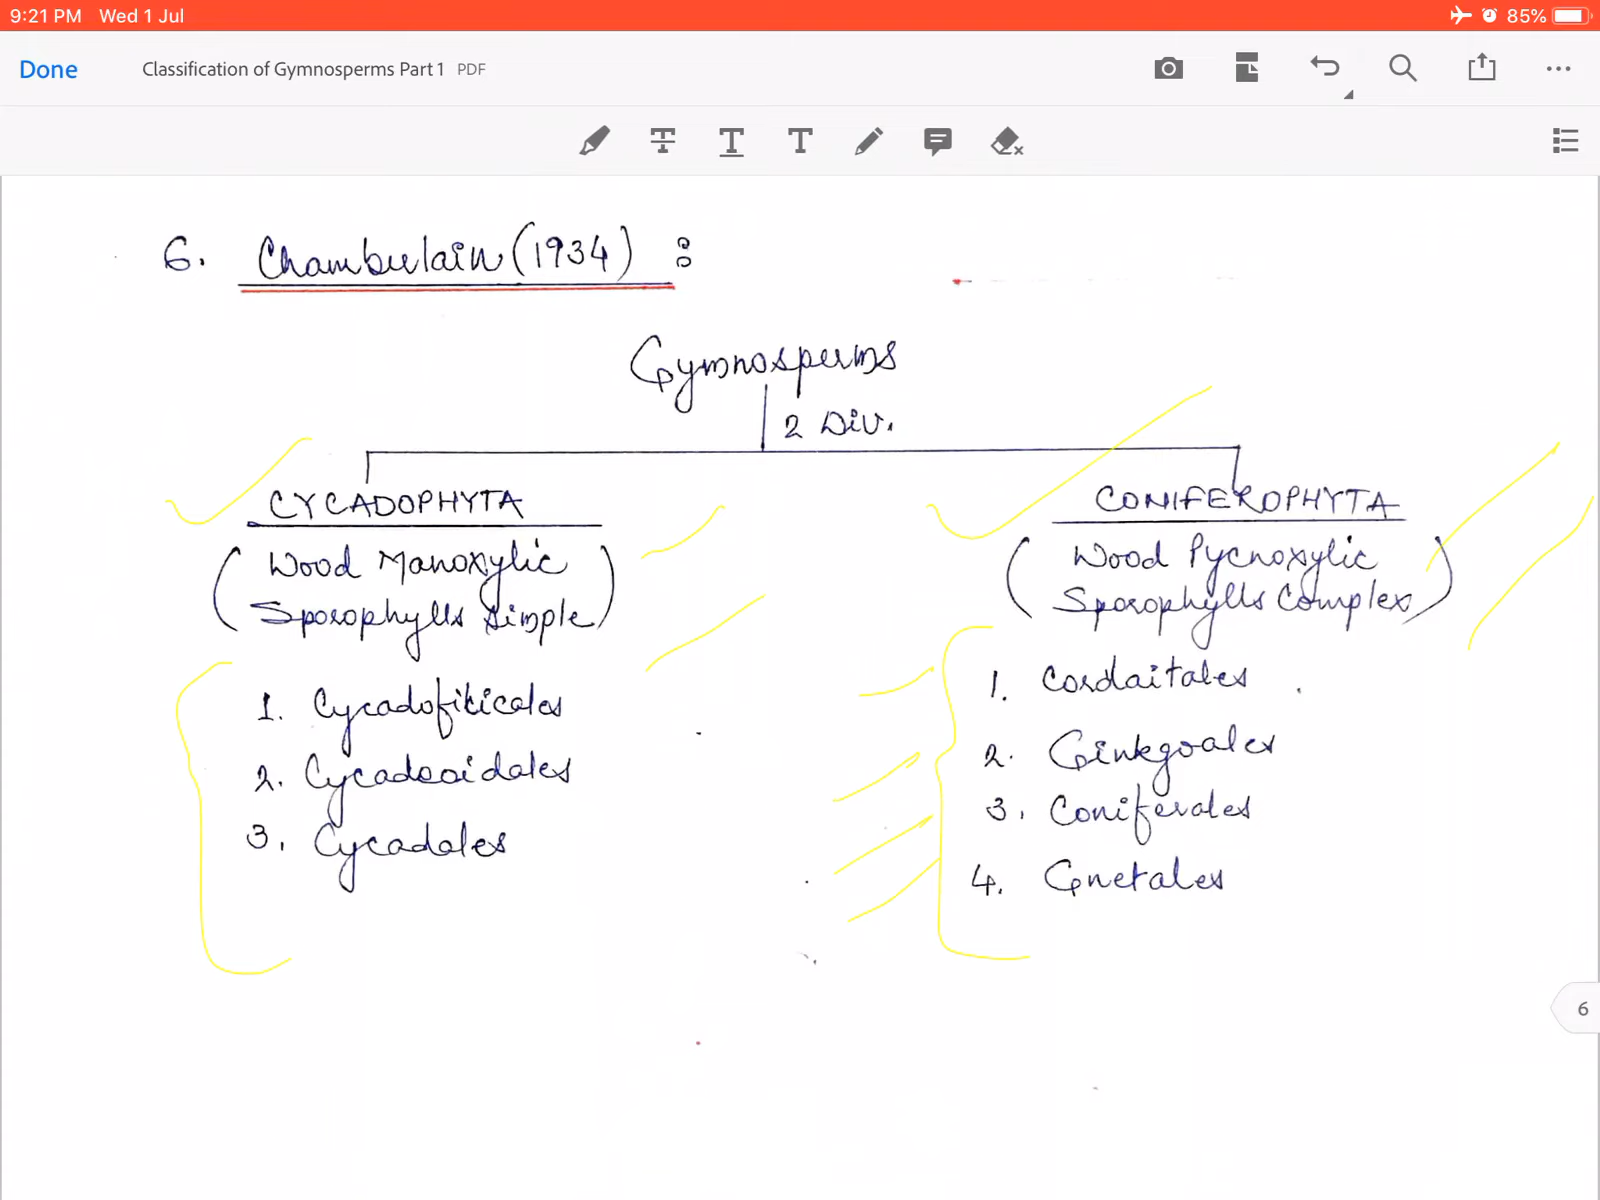 9:21 PM Wed 1 Jul 85%
Done Classification of Gymnosperms Part 1 PDF
6. Chamberlain (1934) :
Gymnosperms
2 Div.
CYCADOPHYTA
(Wood Manoxylic
Sporophylls simple)
1. Cycadofilicales
2. Cycadeoidales
3. Cycadales
CONIFEROPHYTA
(Wood Pycnoxylic
Sporophylls Complex)
1. Cordaitales
2. Ginkgoales
3. Coniferales
4. Gnetales
6